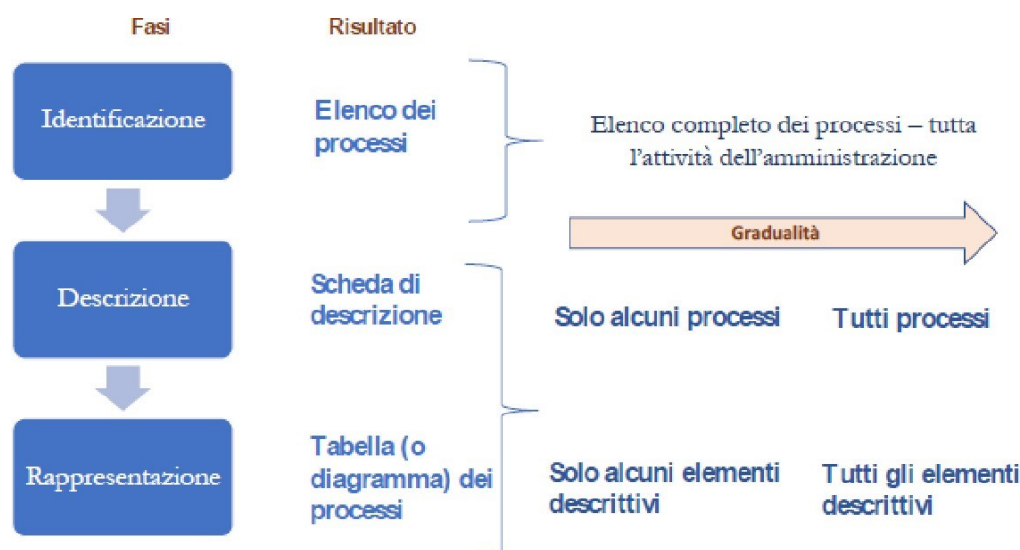 Fasi
Risultato
Identificazione
Elenco dei
processi
Elenco completo dei processi – tutta
l'attività dell'amministrazione
Gradualità
Descrizione
Scheda di
descrizione
Solo alcuni processi
Tutti processi
Rappresentazione
Tabella (o
diagramma) dei
processi
Solo alcuni elementi
descrittivi
Tutti gli elementi
descrittivi